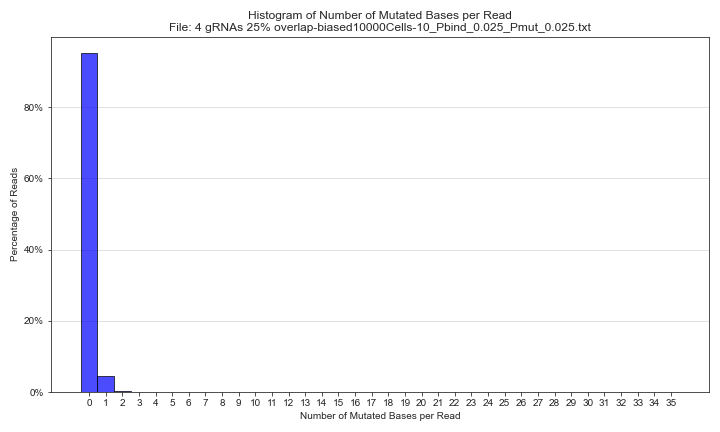 Histogram of Number of Mutated Bases per Read
File: 4 gRNAs 25% overlap-biased10000Cells-10_Pbind_0.025_Pmut_0.025.txt
Percentage of Reads
80%
60%
40%
20%
0%
0 1 2 3 4 5 6 7 8 9 10 11 12 13 14 15 16 17 18 19 20 21 22 23 24 25 26 27 28 29 30 31 32 33 34 35
Number of Mutated Bases per Read